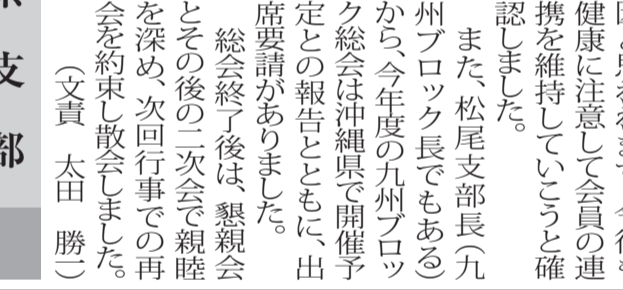 健康に注意して会員の連
携を維持していこうと確
認しました。
また、松尾支部長（九
州ブロック長でもある）
から、今年度の九州ブロッ
ク総会は沖縄県で開催予
定との報告とともに、出
席要請がありました。
総会終了後は、懇親会
とその後の二次会で親睦
を深め、次回行事での再
会を約束し散会しました。
（文責　太田　勝一）
支部